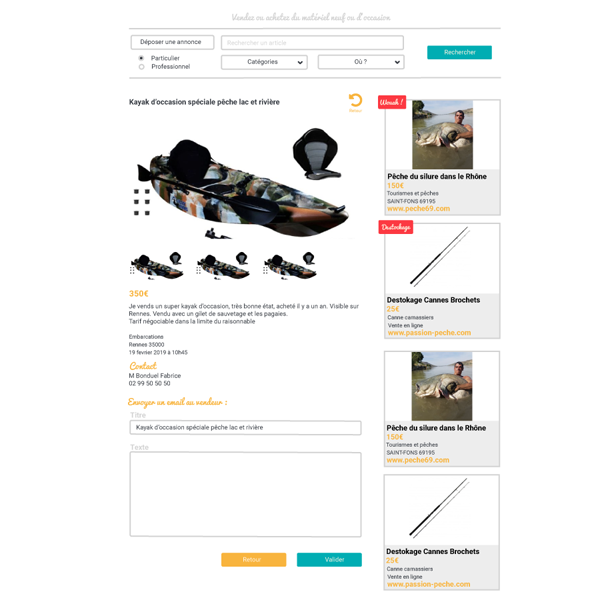 Vendez ou achetez du matériel neuf ou d'occasion
Déposer une annonce
Rechercher un article
Particulier
Professionnel
Catégories
Où ?
Rechercher
Kayak d'occasion spéciale pêche lac et rivière
Retour
350€
Je vends un super kayak d'occasion, très bonne état, acheté il y a un an. Visible sur
Rennes. Vendu avec un gilet de sauvetage et les pagaies.
Tarif négociable dans la limite du raisonnable
Embarcations
Rennes 35000
19 fevrier 2019 à 10h45
Contact
M Bonduel Fabrice
02 99 50 50 50
Envoyer un email au vendeur :
Titre
Kayak d'occasion spéciale pêche lac et rivière
Texte
Retour
Valider
Waouh !
Pêche du silure dans le Rhône
150€
Tourismes et pêches
SAINT-FONS 69195
www.peche69.com
Destockage
Destokage Cannes Brochets
25€
Canne carnassiers
Vente en ligne
www.passion-peche.com
Pêche du silure dans le Rhône
150€
Tourismes et pêches
SAINT-FONS 69195
www.peche69.com
Destokage Cannes Brochets
25€
Canne carnassiers
Vente en ligne
www.passion-peche.com